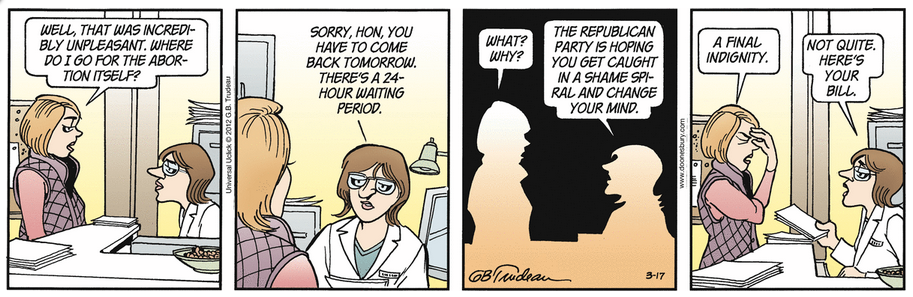 WELL, THAT WAS INCREDI-
BLY UNPLEASANT. WHERE
DO I GO FOR THE ABOR-
TION ITSELF?
Universal Uclick © 2012 G.B. Trudeau
SORRY, HON, YOU
HAVE TO COME
BACK TOMORROW.
THERE'S A 24-
HOUR WAITING
PERIOD.
WHAT?
WHY?
THE REPUBLICAN
PARTY IS HOPING
YOU GET CAUGHT
IN A SHAME SPI-
RAL AND CHANGE
YOUR MIND.
GB Trudeau
3-17
www.doonesbury.com
A FINAL
INDIGNITY.
NOT QUITE.
HERE'S
YOUR
BILL.